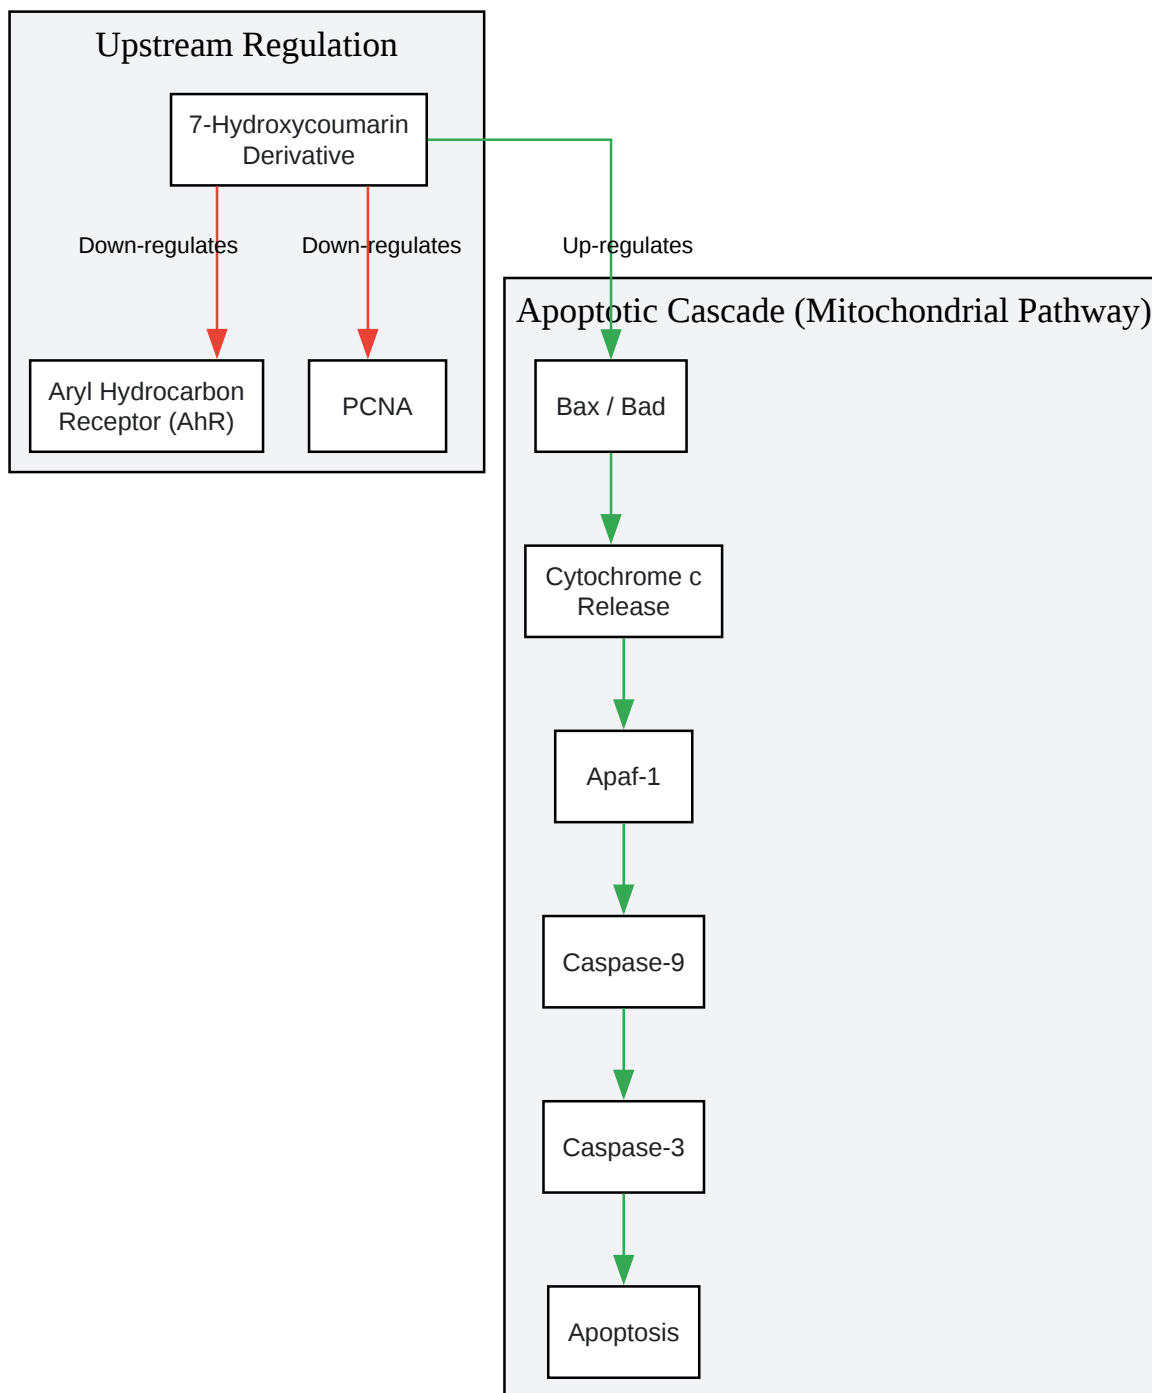 Upstream Regulation
7-Hydroxycoumarin
Derivative
Down-regulates
Down-regulates
Up-regulates
Aryl Hydrocarbon
Receptor (AhR)
PCNA
Apoptotic Cascade (Mitochondrial Pathway)
Bax / Bad
Cytochrome c
Release
Apaf-1
Caspase-9
Caspase-3
Apoptosis